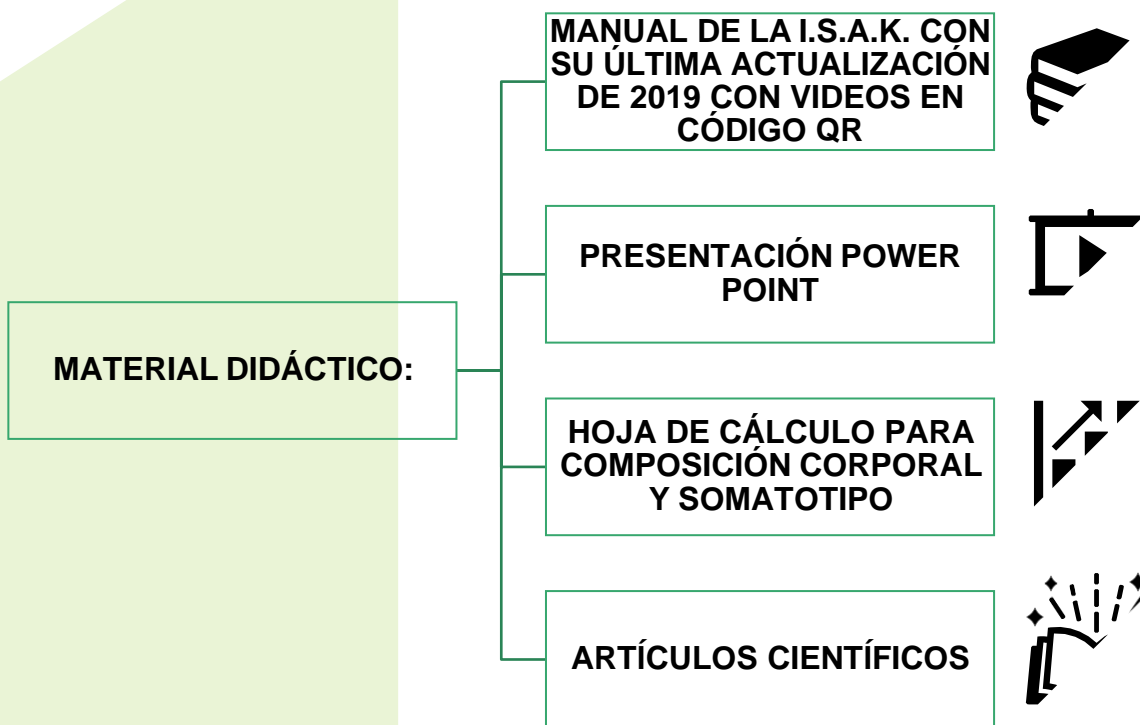 MANUAL DE LA I.S.A.K. CON
SU ÚLTIMA ACTUALIZACIÓN
DE 2019 CON VIDEOS EN
CÓDIGO QR
PRESENTACIÓN POWER
POINT
MATERIAL DIDÁCTICO:
HOJA DE CÁLCULO PARA
COMPOSICIÓN CORPORAL
Y SOMATOTIPO
ARTÍCULOS CIENTÍFICOS